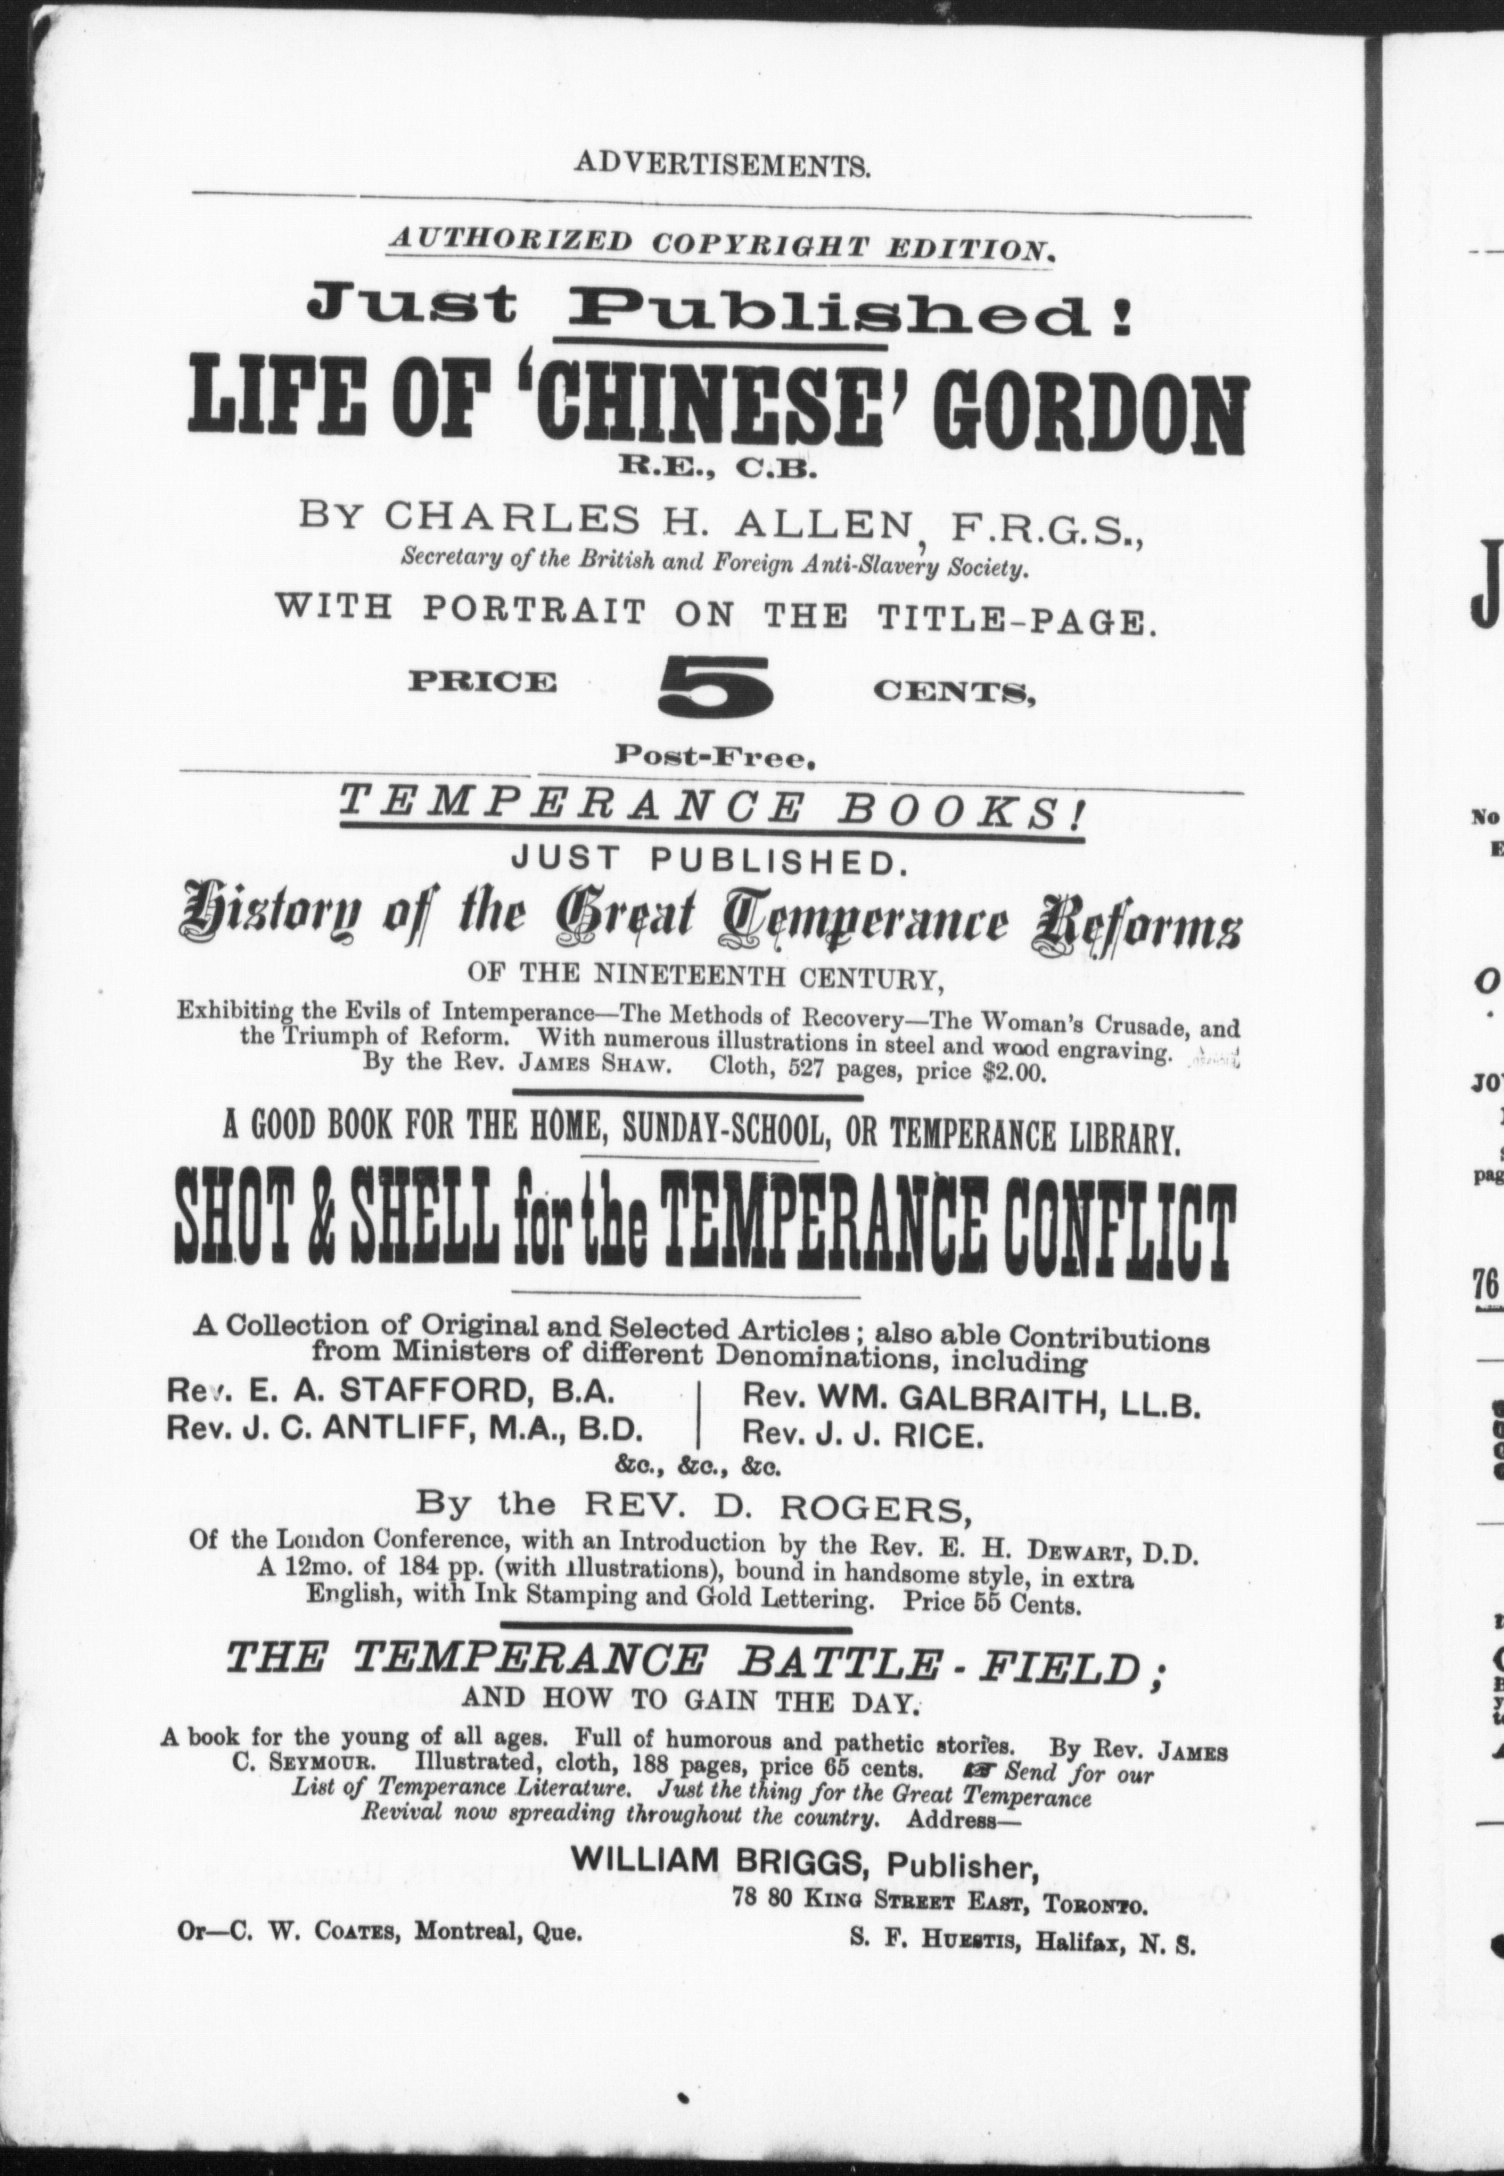 ADVERTISEMENTS.
AUTHORIZED COPYRIGHT EDITION.
Just Published!
LIFE OF 'CHINESE' GORDON
R.E., C.B.
BY CHARLES H. ALLEN, F.R.G.S.,
Secretary of the British and Foreign Anti-Slavery Society.
WITH PORTRAIT ON THE TITLE-PAGE.
PRICE 5 CENTS,
Post-Free.
TEMPERANCE BOOKS!
JUST PUBLISHED.
History of the Great Temperance Reforms
OF THE NINETEENTH CENTURY,
Exhibiting the Evils of Intemperance—The Methods of Recovery—The Woman's Crusade, and
the Triumph of Reform. With numerous illustrations in steel and wood engraving.
By the Rev. JAMES SHAW. Cloth, 527 pages, price $2.00.
A GOOD BOOK FOR THE HOME, SUNDAY-SCHOOL, OR TEMPERANCE LIBRARY.
SHOT & SHELL for the TEMPERANCE CONFLICT
A Collection of Original and Selected Articles; also able Contributions
from Ministers of different Denominations, including
Rev. E. A. STAFFORD, B.A. | Rev. WM. GALBRAITH, LL.B.
Rev. J. C. ANTLIFF, M.A., B.D. | Rev. J. J. RICE.
&c., &c., &c.
By the REV. D. ROGERS,
Of the London Conference, with an Introduction by the Rev. E. H. DEWART, D.D.
A 12mo. of 184 pp. (with illustrations), bound in handsome style, in extra
English, with Ink Stamping and Gold Lettering. Price 55 Cents.
THE TEMPERANCE BATTLE-FIELD;
AND HOW TO GAIN THE DAY.
A book for the young of all ages. Full of humorous and pathetic stories. By Rev. JAMES
C. SEYMOUR. Illustrated, cloth, 188 pages, price 65 cents. ☞ Send for our
List of Temperance Literature. Just the thing for the Great Temperance
Revival now spreading throughout the country. Address—
WILLIAM BRIGGS, Publisher,
78 80 KING STREET EAST, TORONTO.
Or—C. W. COATES, Montreal, Que. S. F. HUESTIS, Halifax, N. S.
J
No
76